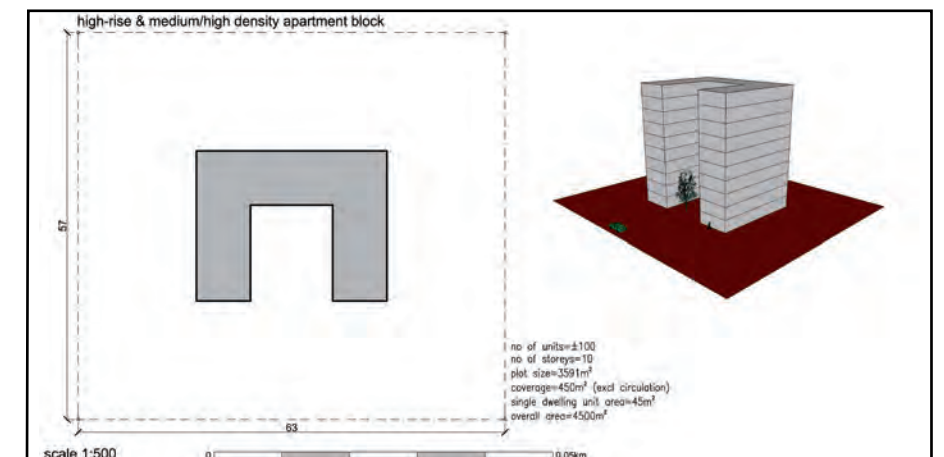 high-rise & medium/high density apartment block
57
no of units=±100
no of storeys=10
plot size=3591m²
coverage=450m² (excl circulation)
single dwelling unit area=45m²
overall area=4500m²
63
scale 1:500
0
0.05km